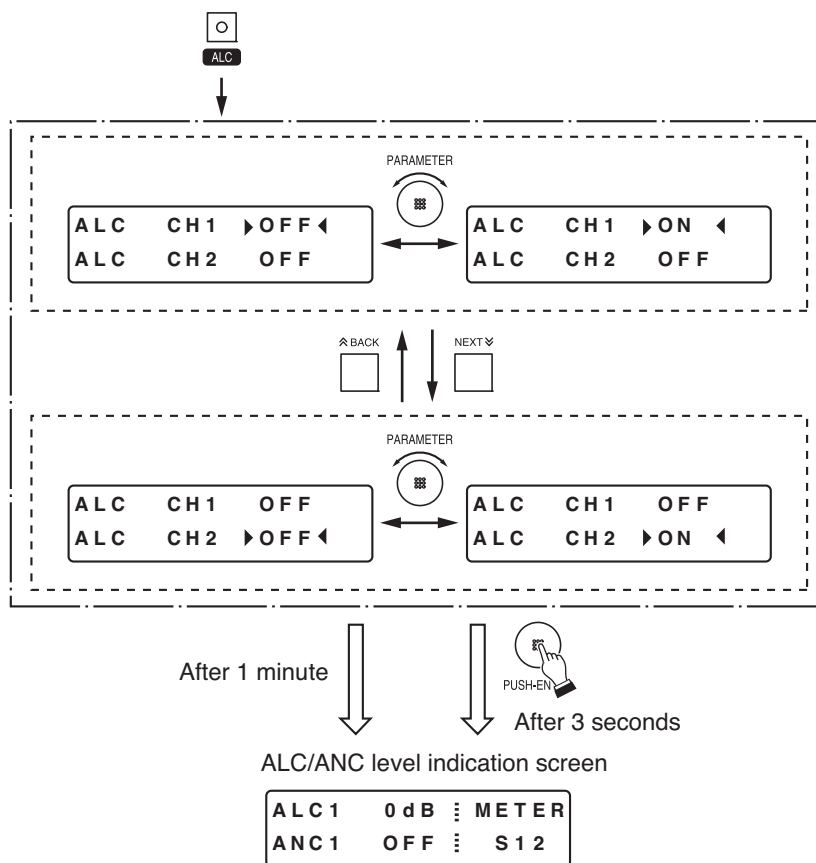 ALC
PARAMETER
ALC CH1 ▶OFF◀ ALC CH1 ▶ON ◀
ALC CH2 OFF ALC CH2 OFF
BACK NEXT
PARAMETER
ALC CH1 OFF ALC CH1 OFF
ALC CH2 ▶OFF◀ ALC CH2 ▶ON ◀
After 1 minute
PUSH-EN
After 3 seconds
ALC/ANC level indication screen
ALC1 0dB METER
ANC1 OFF S12